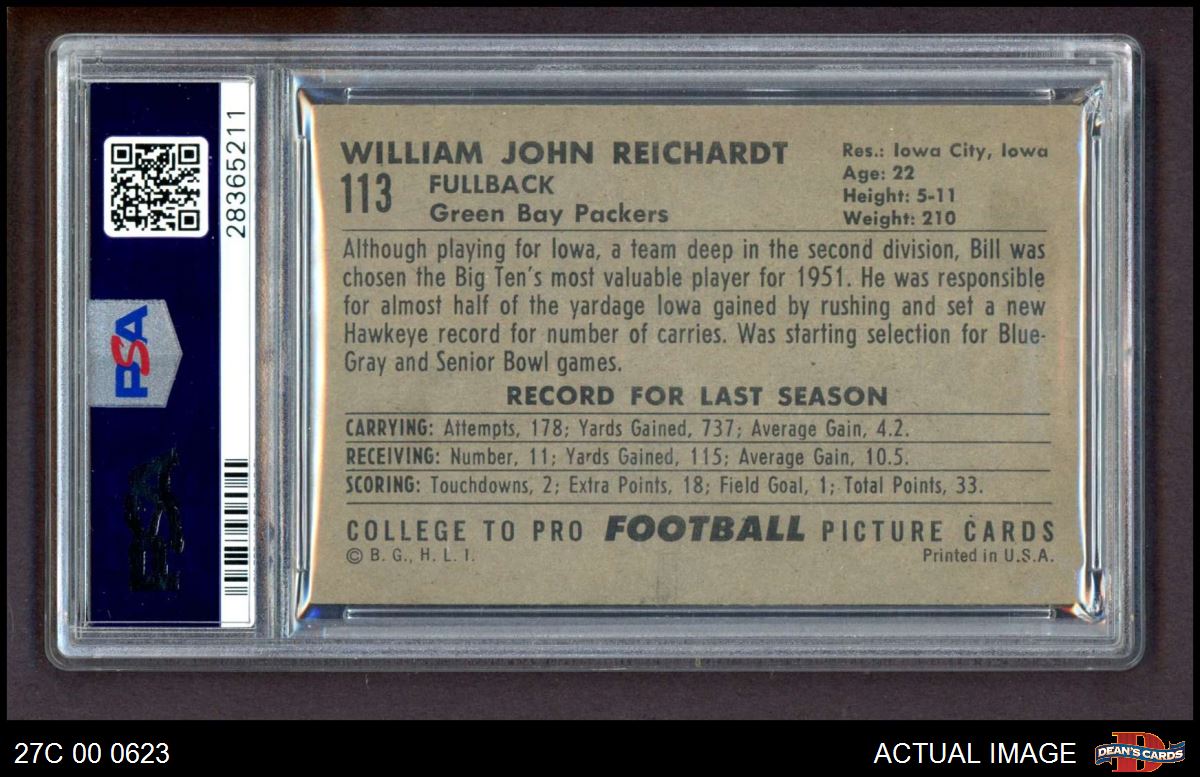 28365211
PSA
PSA
WILLIAM JOHN REICHARDT
113
FULLBACK
Green Bay Packers
Res.: Iowa City, Iowa
Age: 22
Height: 5-11
Weight: 210
Although playing for Iowa, a team deep in the second division, Bill was
chosen the Big Ten's most valuable player for 1951. He was responsible
for almost half of the yardage Iowa gained by rushing and set a new
Hawkeye record for number of carries. Was starting selection for Blue-
Gray and Senior Bowl games.
RECORD FOR LAST SEASON
CARRYING: Attempts, 178; Yards Gained, 737; Average Gain, 4.2.
RECEIVING: Number, 11; Yards Gained, 115; Average Gain, 10.5.
SCORING: Touchdowns, 2; Extra Points, 18; Field Goal, 1; Total Points, 33.
COLLEGE TO PRO FOOTBALL PICTURE CARDS
© B. G., H. L. I.
Printed in U.S.A.
27C 00 0623
ACTUAL IMAGE
DEAN'S CARDS